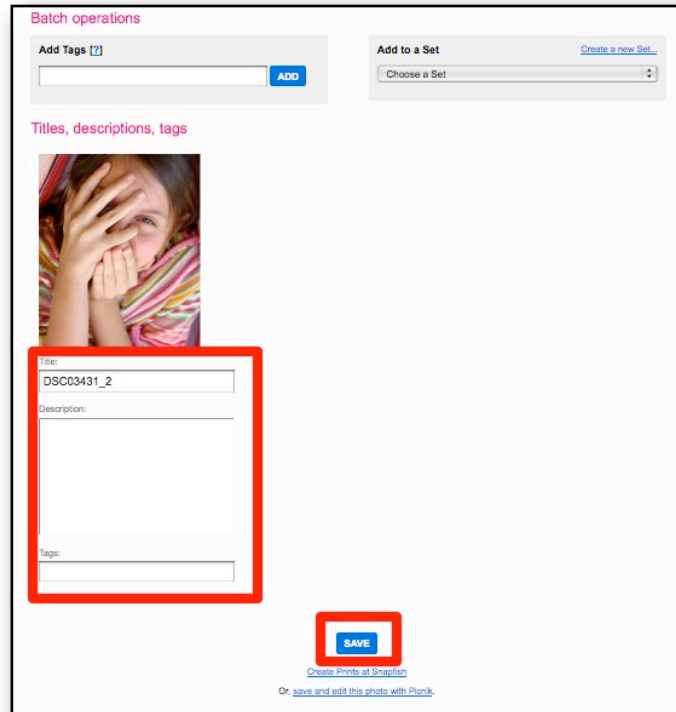 Batch operations
Add Tags [?]
ADD
Add to a Set
Create a new Set...
Choose a Set
Titles, descriptions, tags
Title:
DSC03431_2
Description:
Tags:
SAVE
Create Prints at Snapfish
Or, save and edit this photo with Picnik.